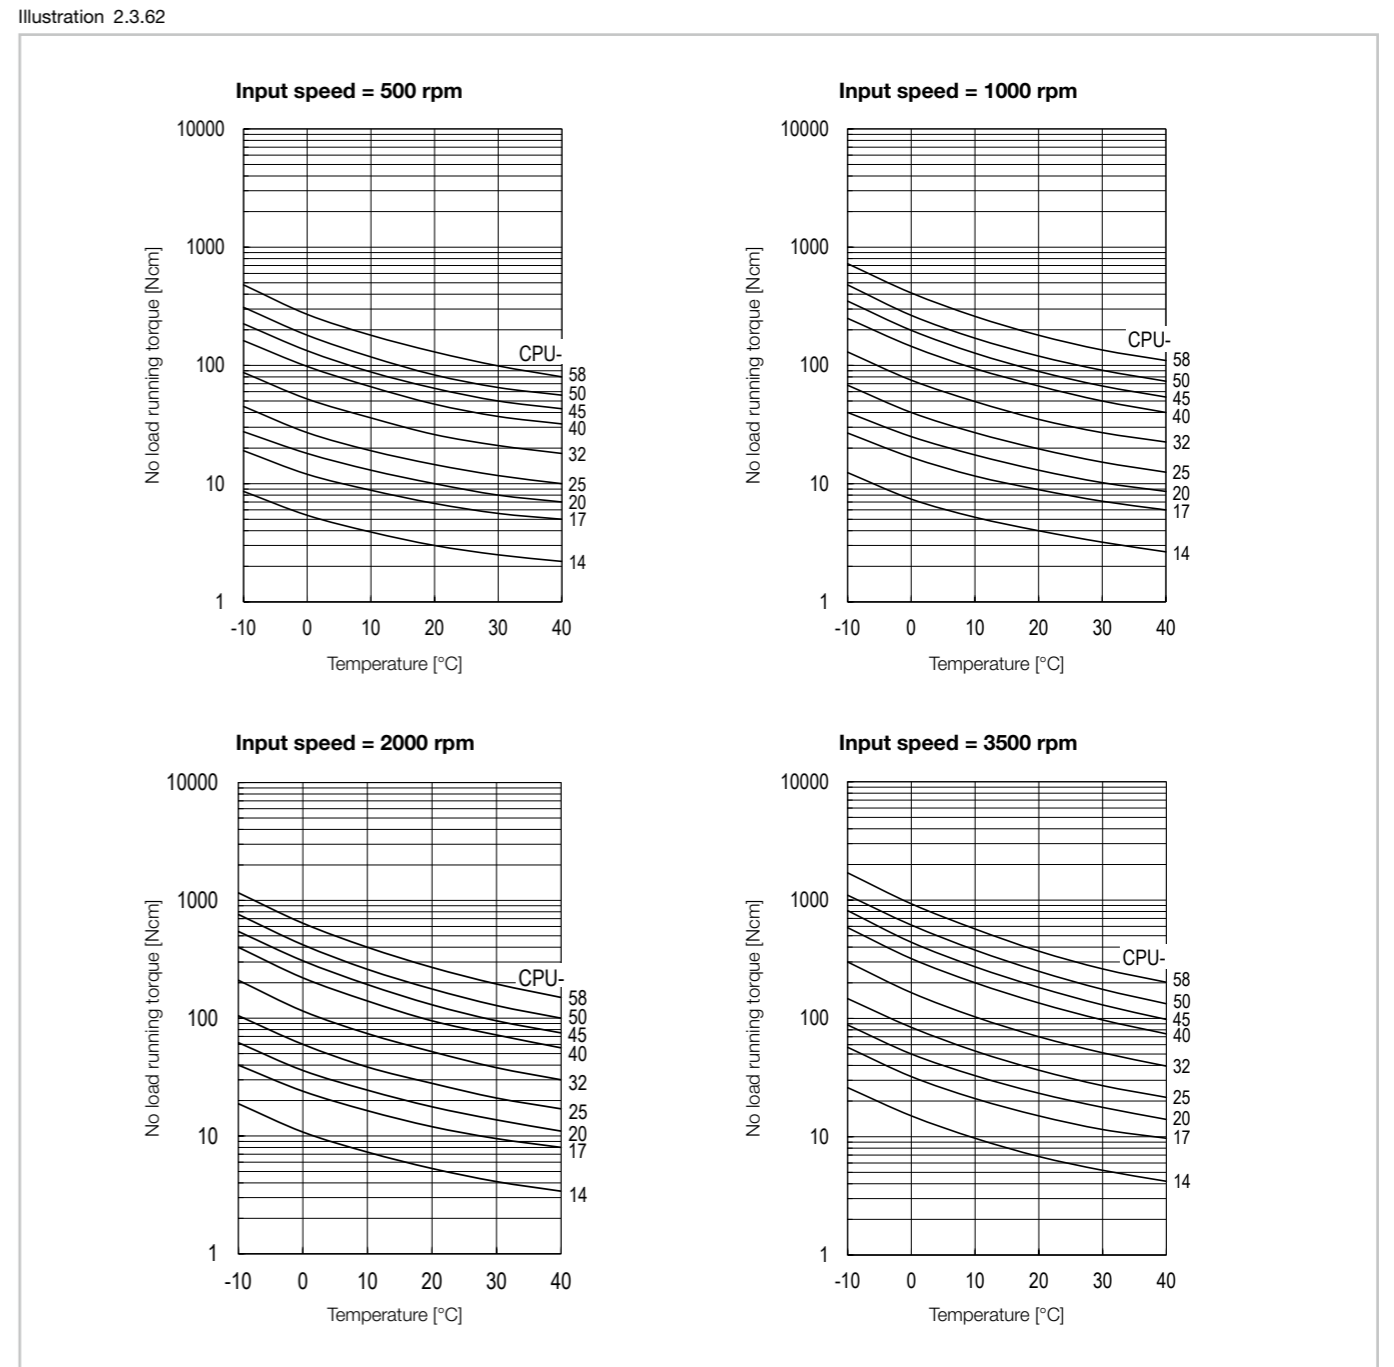 Illustration 2.3.62
Input speed = 500 rpm
10000
1000
100
10
1
No load running torque [Ncm]
CPU-
58
50
45
40
32
25
20
17
14
-10 0 10 20 30 40
Temperature [°C]
Input speed = 1000 rpm
10000
1000
100
10
1
No load running torque [Ncm]
CPU-
58
50
45
40
32
25
20
17
14
-10 0 10 20 30 40
Temperature [°C]
Input speed = 2000 rpm
10000
1000
100
10
1
No load running torque [Ncm]
CPU-
58
50
45
40
32
25
20
17
14
-10 0 10 20 30 40
Temperature [°C]
Input speed = 3500 rpm
10000
1000
100
10
1
No load running torque [Ncm]
CPU-
58
50
45
40
32
25
20
17
14
-10 0 10 20 30 40
Temperature [°C]